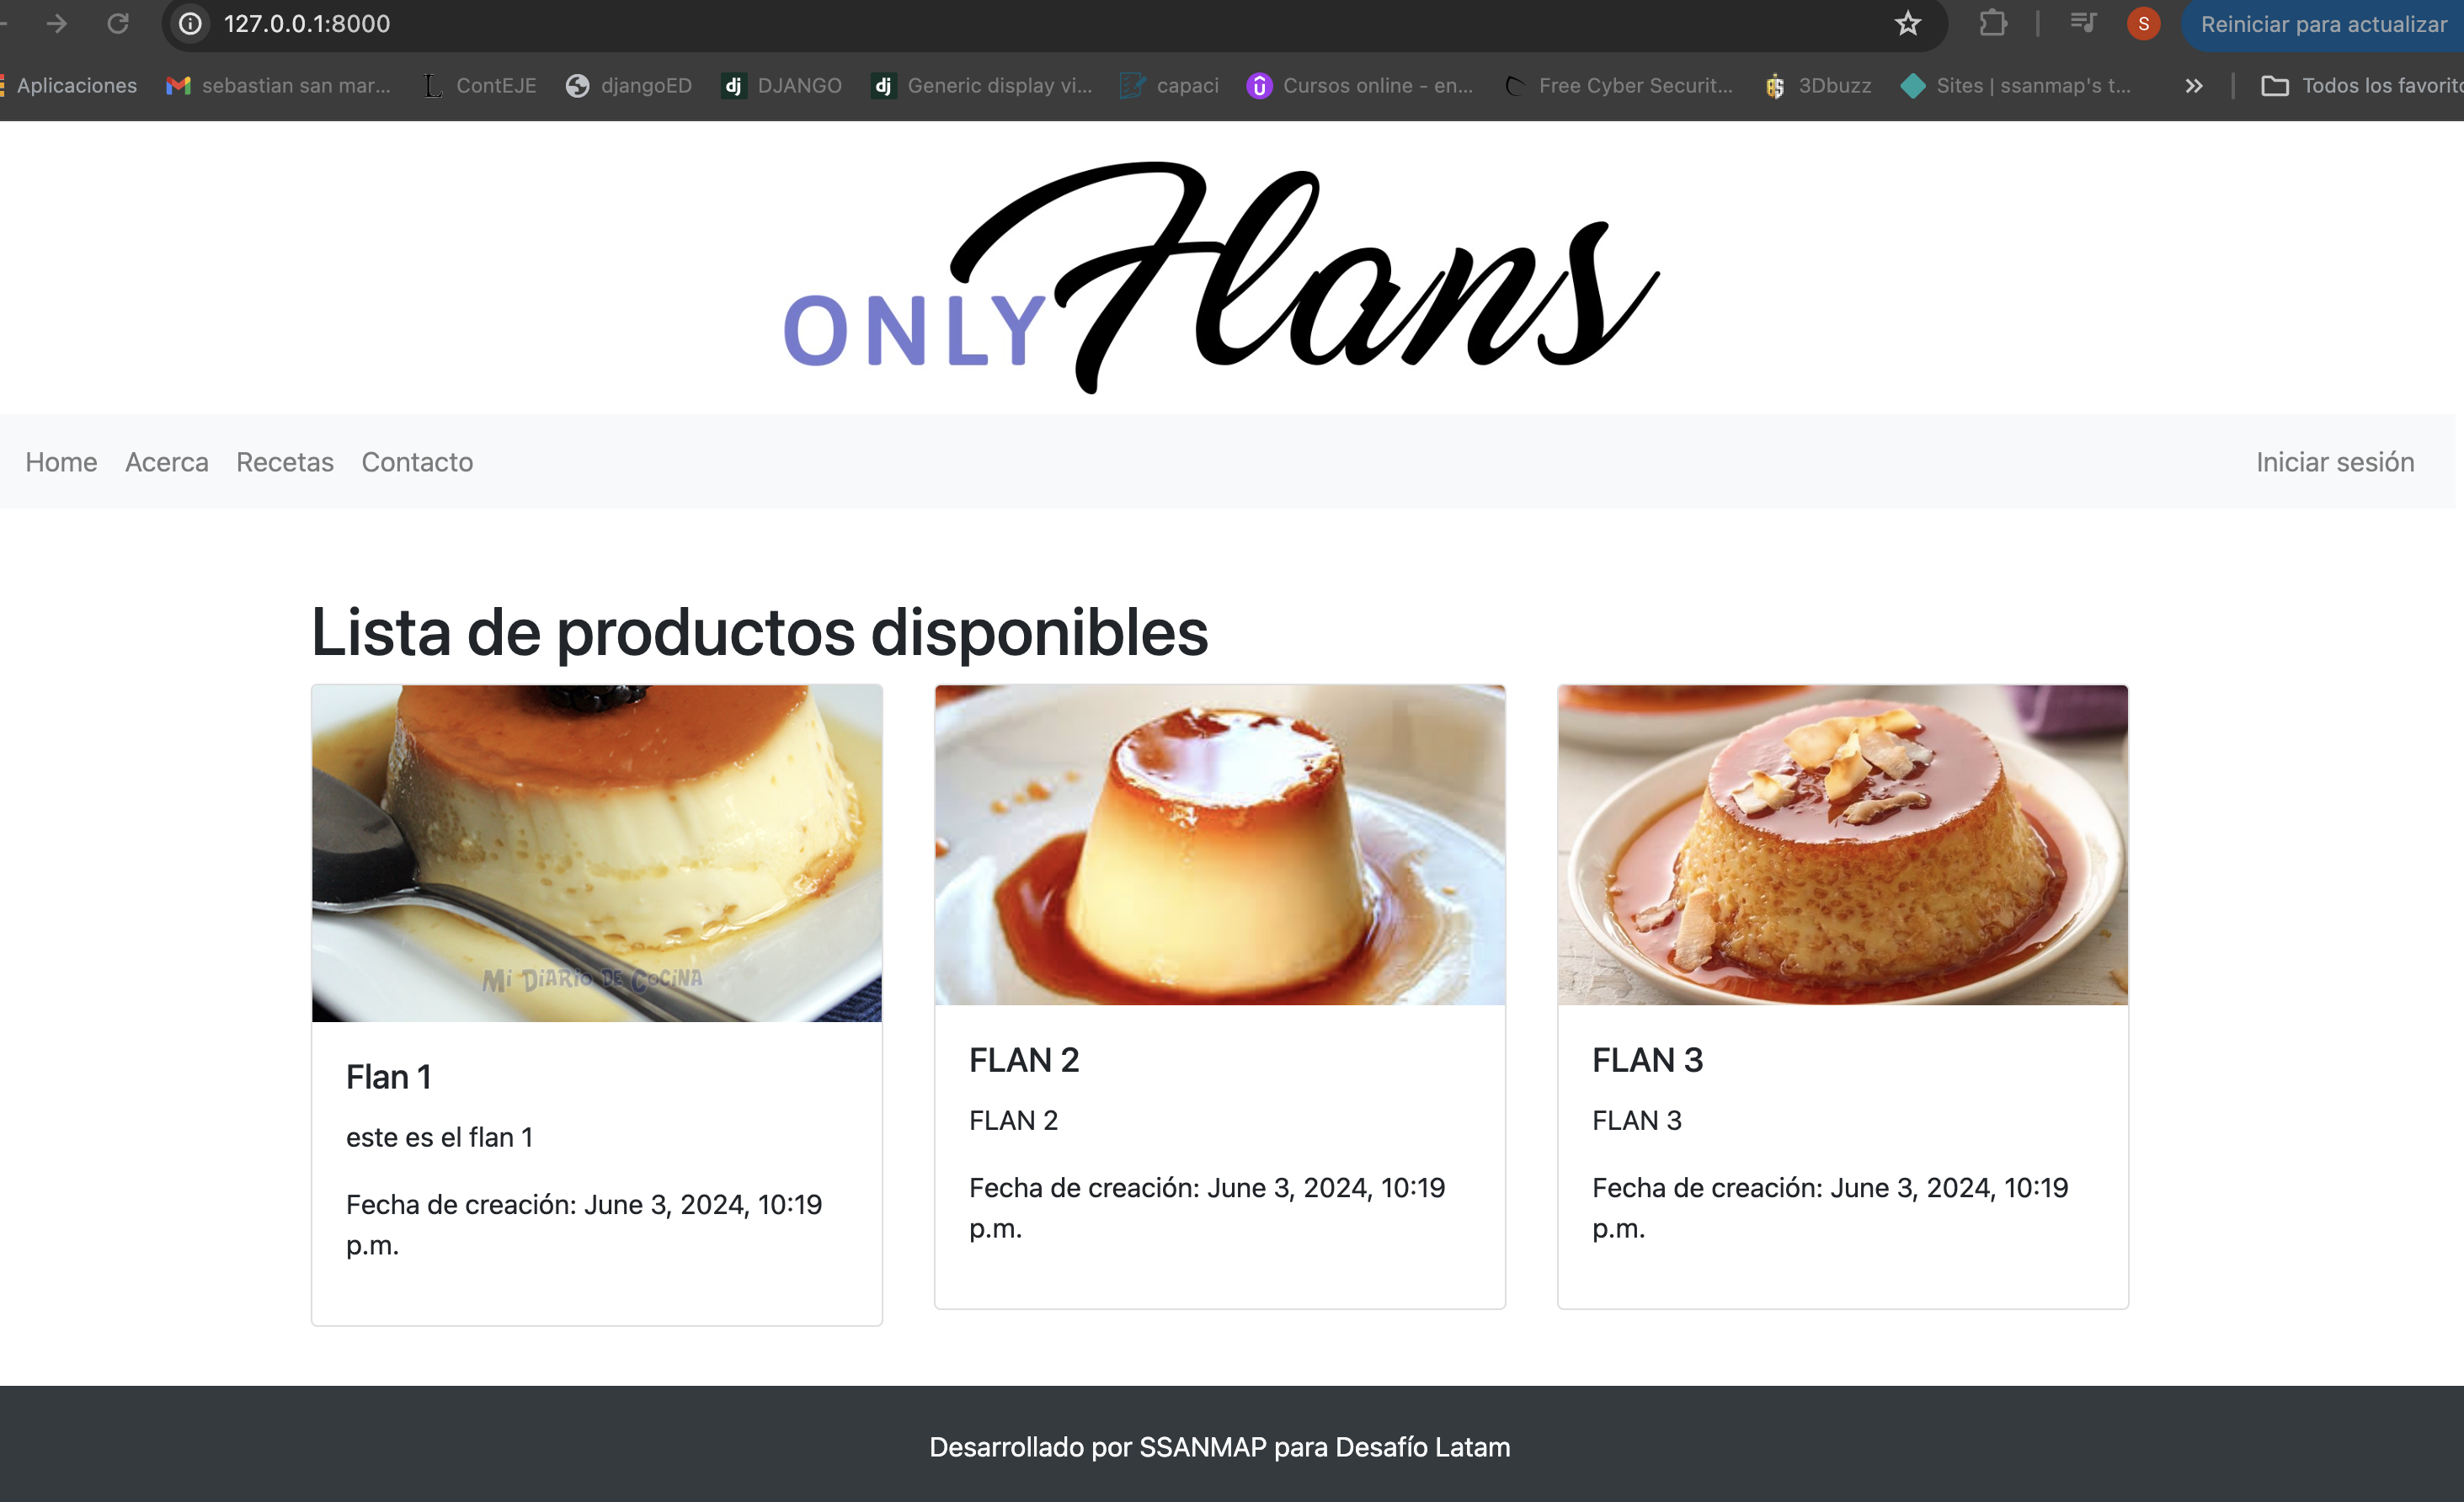 127.0.0.1:8000
S
Reiniciar para actualizar
Aplicaciones
sebastian san mar...
L ContEJE
djangoED
dj DJANGO
dj Generic display vi...
capaci
û Cursos online - en...
Free Cyber Securit...
3Dbuzz
Sites | ssanmap's t...
Todos los favorito
ONLY Flans
Home Acerca Recetas Contacto Iniciar sesión
Lista de productos disponibles
Mi DiARiO DE COCiNA
Flan 1
este es el flan 1
Fecha de creación: June 3, 2024, 10:19
p.m.
FLAN 2
FLAN 2
Fecha de creación: June 3, 2024, 10:19
p.m.
FLAN 3
FLAN 3
Fecha de creación: June 3, 2024, 10:19
p.m.
Desarrollado por SSANMAP para Desafío Latam